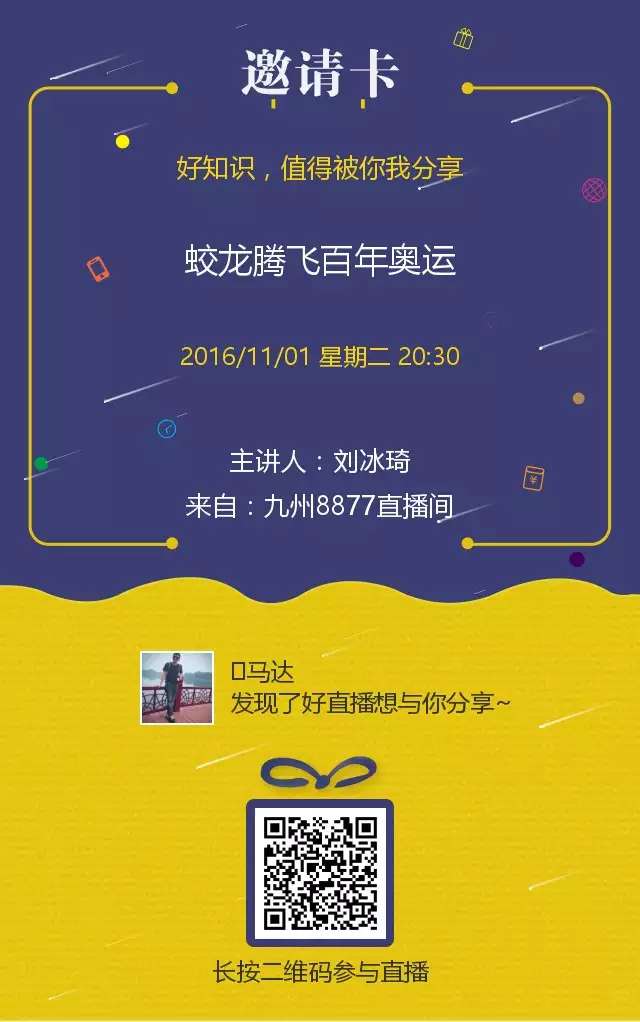 邀请卡
好知识，值得被你我分享
蛟龙腾飞百年奥运
2016/11/01 星期二 20:30
主讲人：刘冰琦
来自：九州8877直播间
马达
发现了好直播想与你分享~
长按二维码参与直播